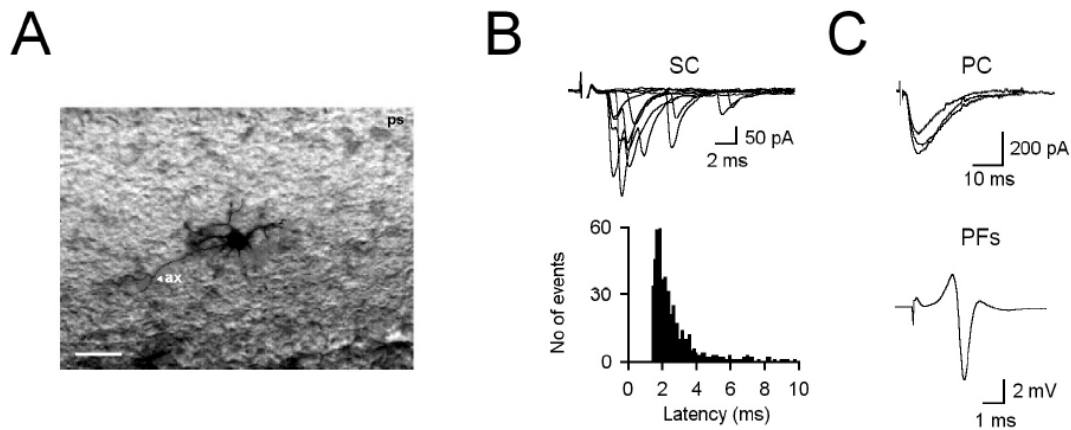 A
B
C
ps
ax
SC
50 pA
2 ms
60
30
0
No of events
0 2 4 6 8 10
Latency (ms)
PC
200 pA
10 ms
PFs
2 mV
1 ms